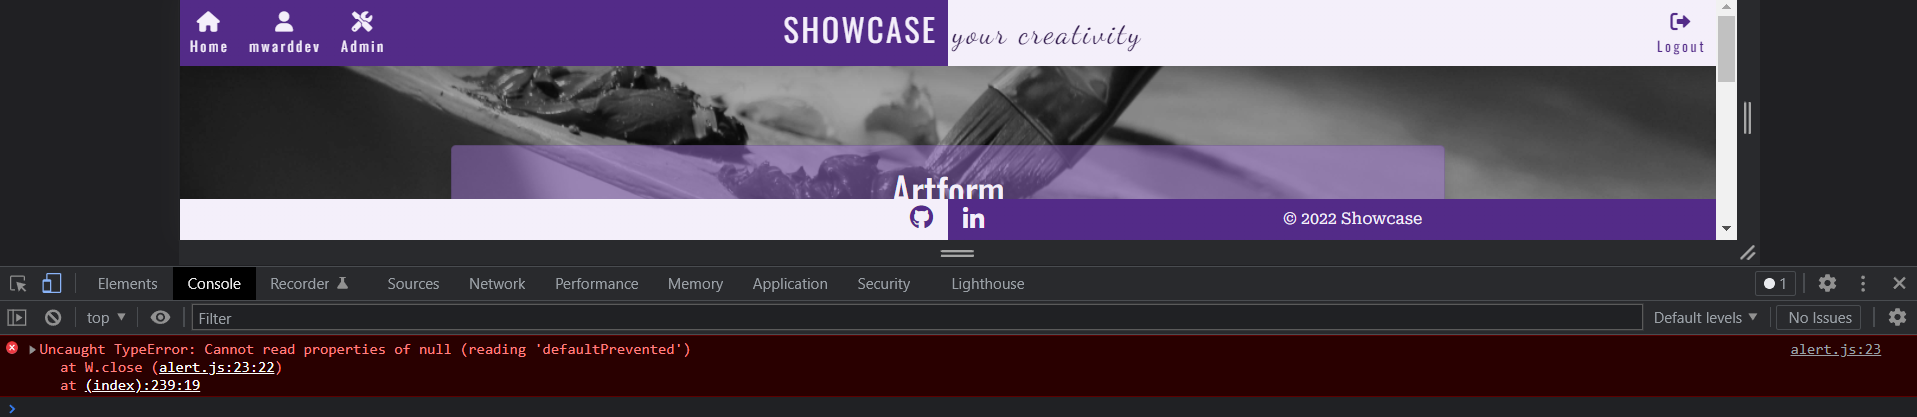 Home mwarddev Admin
SHOWCASE your creativity
Logout
Artform
© 2022 Showcase
Elements Console Recorder Sources Network Performance Memory Application Security Lighthouse 1
top Filter Default levels No Issues
Uncaught TypeError: Cannot read properties of null (reading 'defaultPrevented') alert.js:23
at W.close (alert.js:23:22)
at (index):239:19